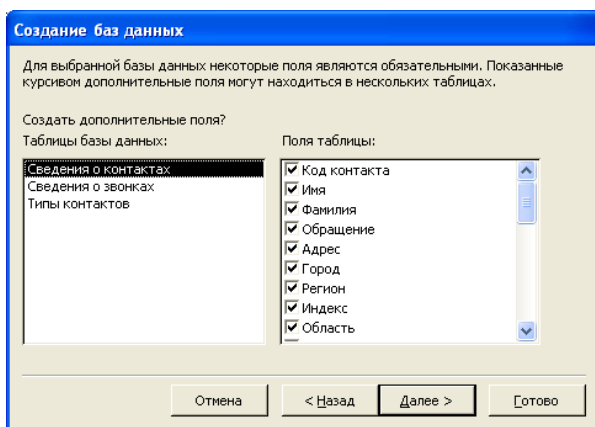 Создание баз данных
Для выбранной базы данных некоторые поля являются обязательными. Показанные
курсивом дополнительные поля могут находиться в нескольких таблицах.
Создать дополнительные поля?
Таблицы базы данных:
Поля таблицы:
Сведения о контактах
Сведения о звонках
Типы контактов
Код контакта
Имя
Фамилия
Обращение
Адрес
Город
Регион
Индекс
Область
Отмена
< Назад
Далее >
Готово